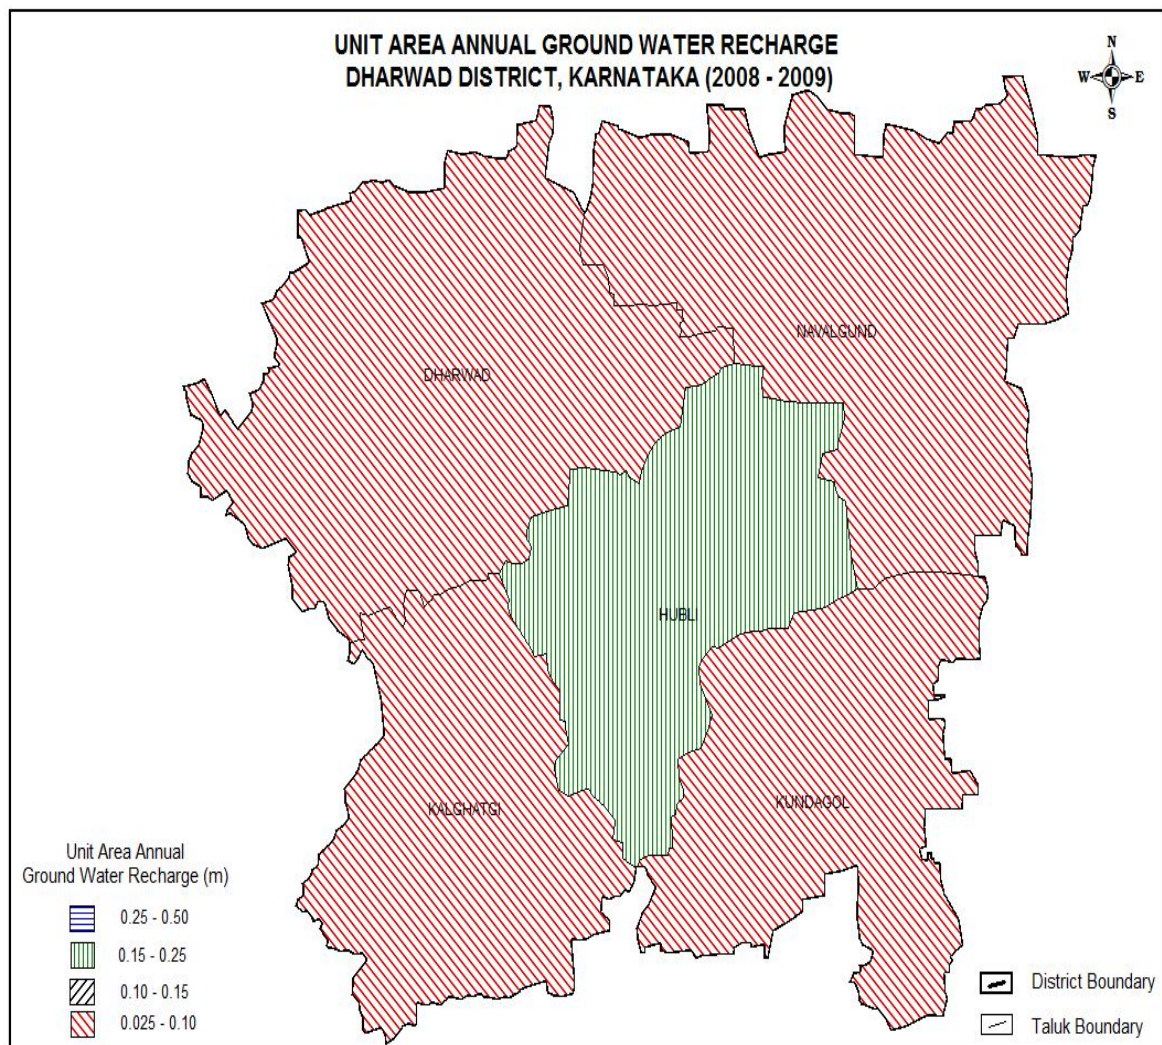 UNIT AREA ANNUAL GROUND WATER RECHARGE
DHARWAD DISTRICT, KARNATAKA (2008 - 2009)
N
W E
S
NAVALGUND
DHARWAD
HUBLI
KALGHATGI
KUNDAGOL
Unit Area Annual
Ground Water Recharge (m)
0.25 - 0.50
0.15 - 0.25
0.10 - 0.15
0.025 - 0.10
District Boundary
Taluk Boundary